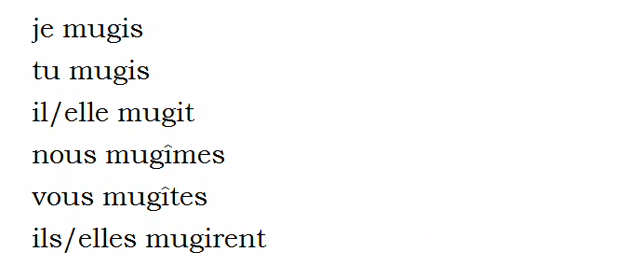 je mugis
tu mugis
il/elle mugit
nous mugîmes
vous mugîtes
ils/elles mugirent